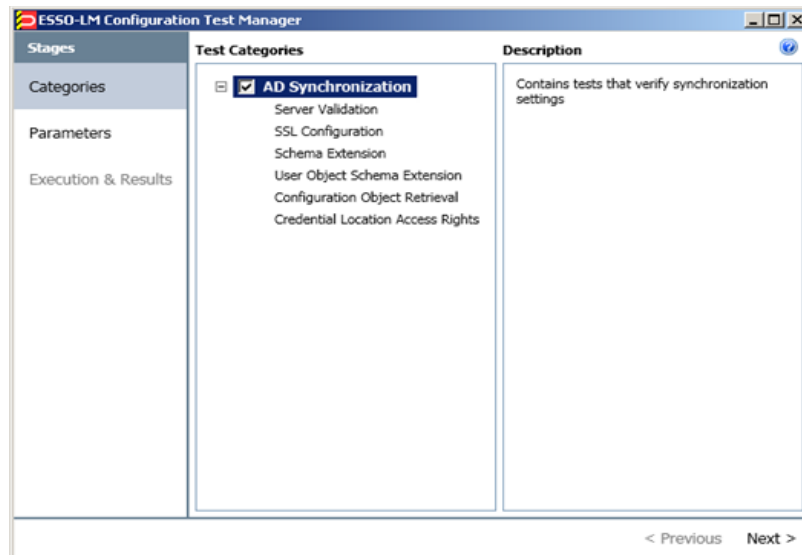 ESSO-LM Configuration Test Manager
Stages
Categories
Parameters
Execution & Results
Test Categories
AD Synchronization
Server Validation
SSL Configuration
Schema Extension
User Object Schema Extension
Configuration Object Retrieval
Credential Location Access Rights
Description
Contains tests that verify synchronization
settings
< Previous Next >